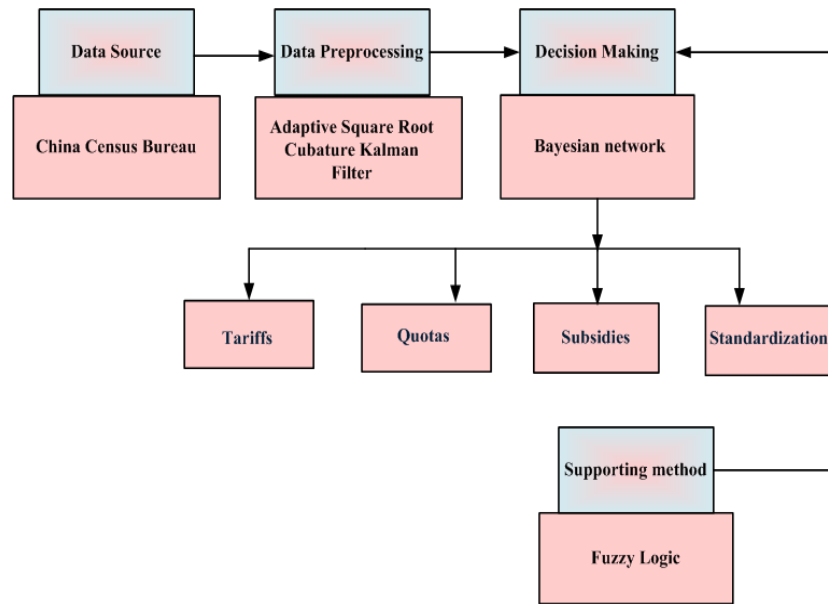 Data Source
Data Preprocessing
Decision Making
China Census Bureau
Adaptive Square Root
Cubature Kalman
Filter
Bayesian network
Tariffs
Quotas
Subsidies
Standardization
Supporting method
Fuzzy Logic